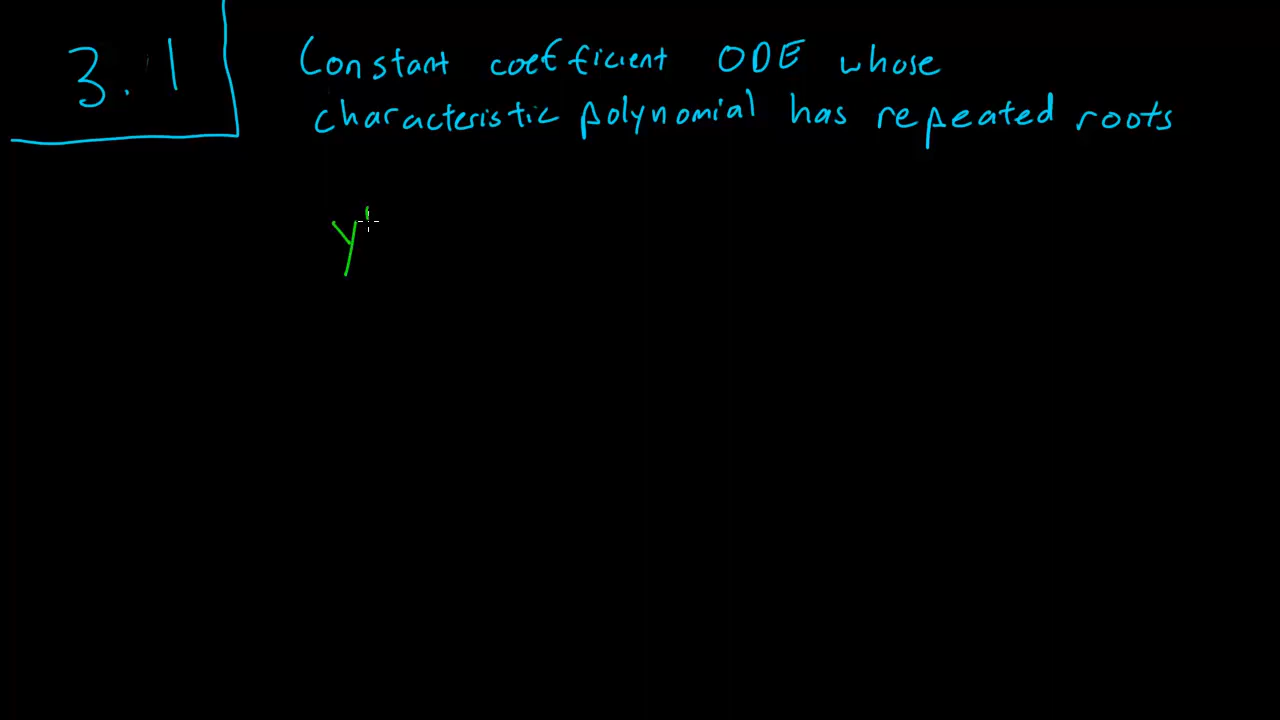 3.1
Constant coefficient ODE whose
characteristic polynomial has repeated roots
y'